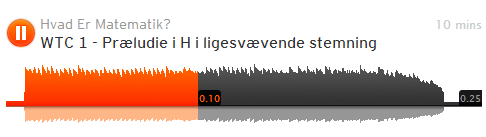 Hvad Er Matematik?
10 mins
WTC 1 - Præludie i H i ligesvævende stemning
0.10
0.25